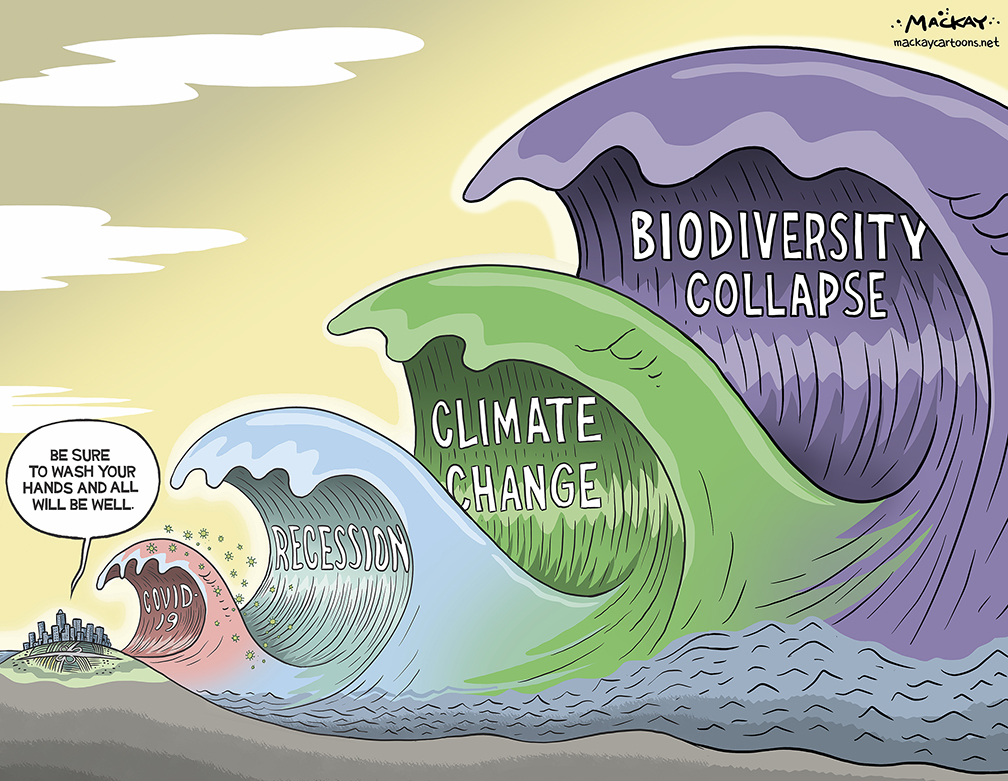 MACKAY
mackaycartoons.net
BIODIVERSITY
COLLAPSE
CLIMATE
CHANGE
RECESSION
COVID-
19
BE SURE
TO WASH YOUR
HANDS AND ALL
WILL BE WELL.